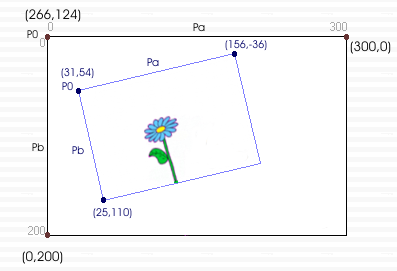 (266,124)
0 Pa 300
P0
0
(300,0)
(156,-36)
(31,54) Pa
P0
Pb Pb
(25,110)
200
(0,200)